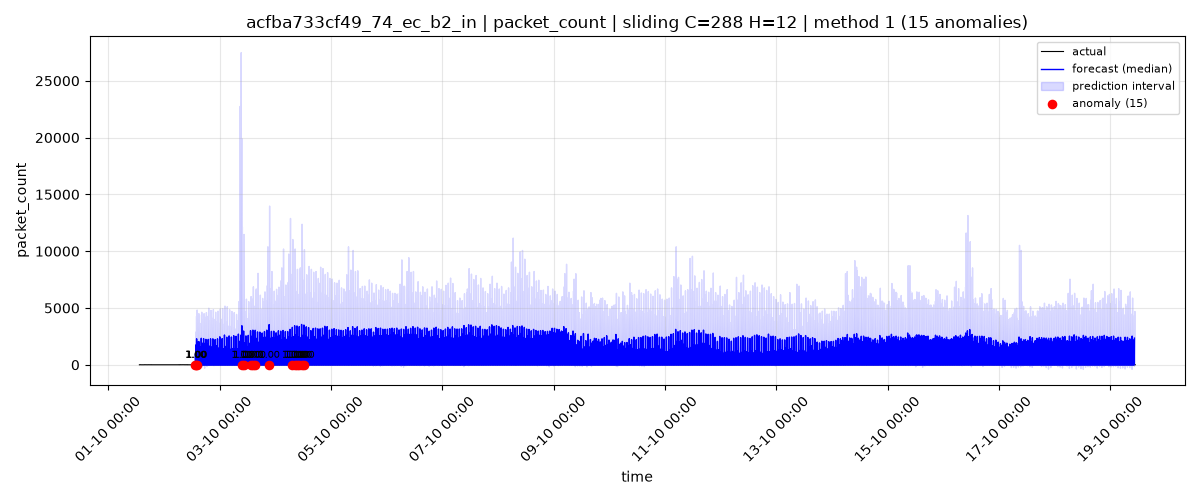 acfba733cf49_74_ec_b2_in | packet_count | sliding C=288 H=12 | method 1 (15 anomalies)
packet_count
25000
20000
15000
10000
5000
0
actual
forecast (median)
prediction interval
anomaly (15)
1.00
01-10 00:00
03-10 00:00
05-10 00:00
07-10 00:00
09-10 00:00
11-10 00:00
13-10 00:00
15-10 00:00
17-10 00:00
19-10 00:00
time